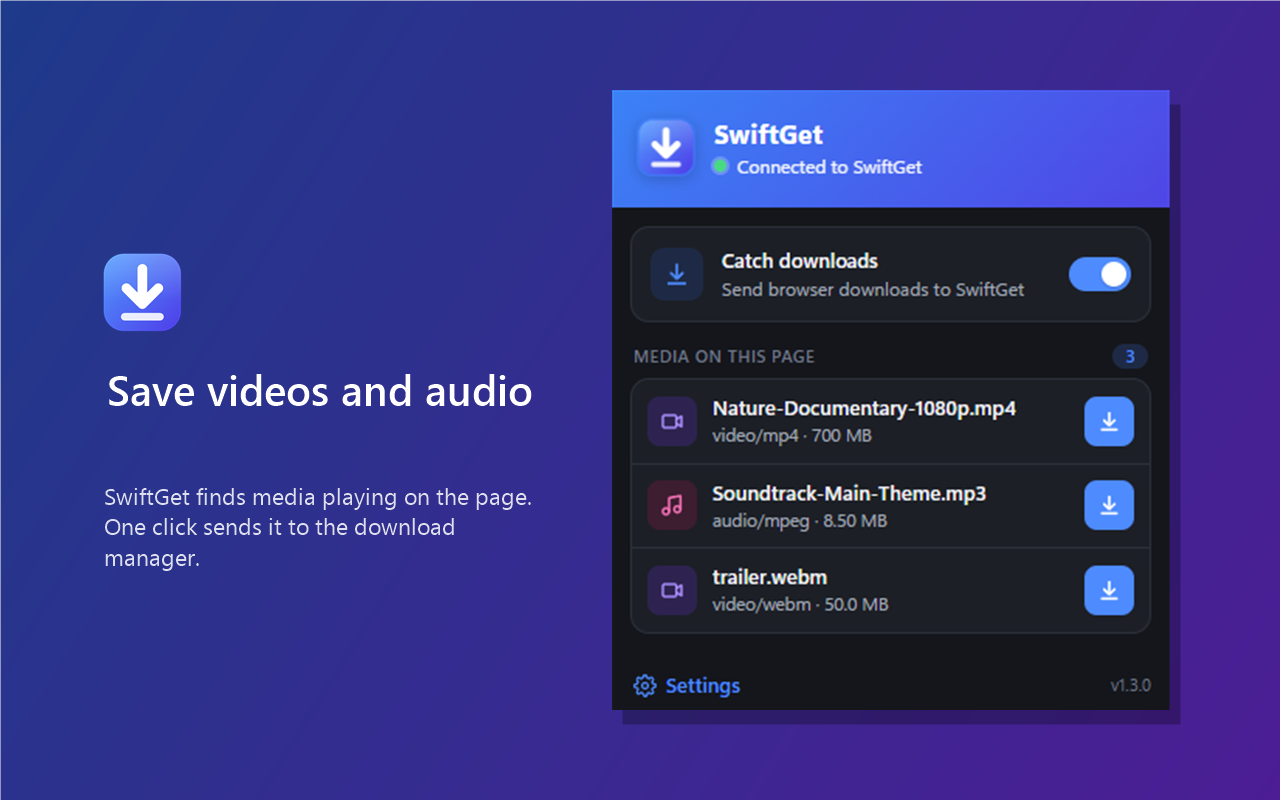 Save videos and audio
SwiftGet finds media playing on the page.
One click sends it to the download
manager.
SwiftGet
Connected to SwiftGet
Catch downloads
Send browser downloads to SwiftGet
MEDIA ON THIS PAGE
3
Nature-Documentary-1080p.mp4
video/mp4 · 700 MB
Soundtrack-Main-Theme.mp3
audio/mpeg · 8.50 MB
trailer.webm
video/webm · 50.0 MB
Settings
v1.3.0